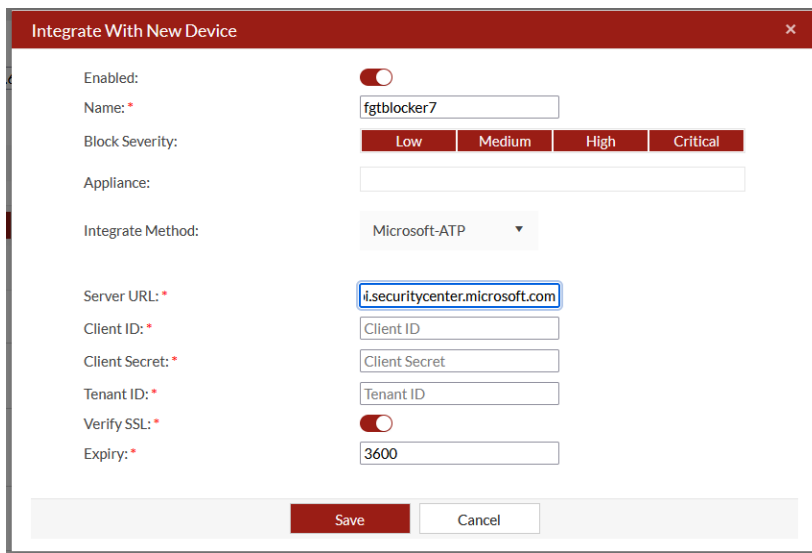 Integrate With New Device ×
Enabled:
Name: * fgtblocker7
Block Severity: Low Medium High Critical
Appliance:
Integrate Method: Microsoft-ATP
Server URL: * i.securitycenter.microsoft.com
Client ID: * Client ID
Client Secret: * Client Secret
Tenant ID: * Tenant ID
Verify SSL: *
Expiry: * 3600
Save Cancel